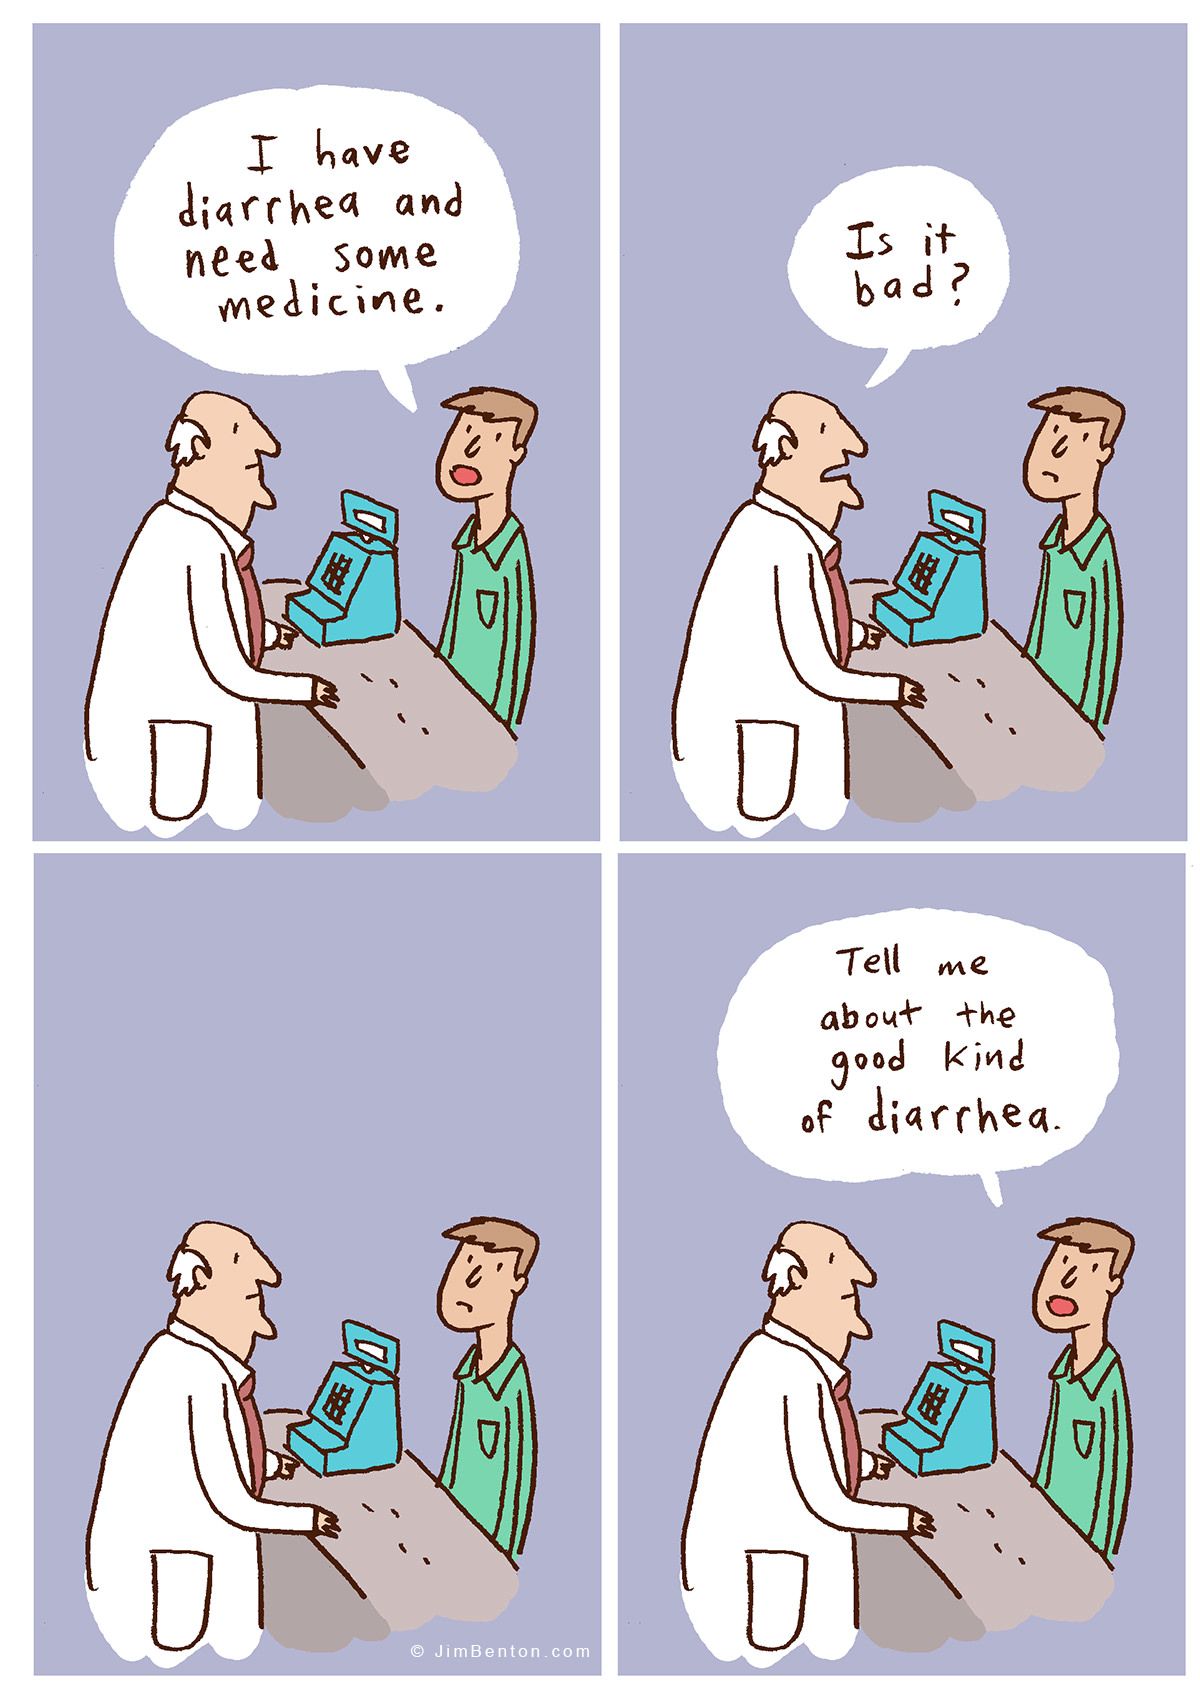 I have
diarrhea and
need some
medicine.
Is it
bad?
Tell me
about the
good kind
of diarrhea.
© JimBenton.com